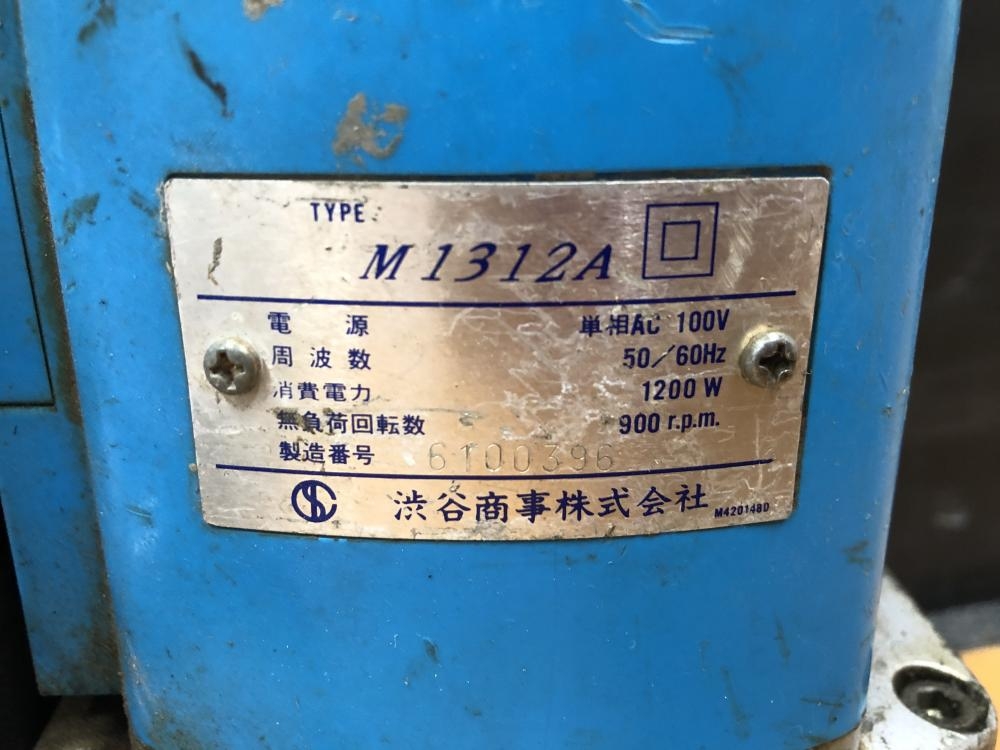 TYPE
M1312A
電源 単相AC 100V
周波数 50/60Hz
消費電力 1200W
無負荷回転数 900 r.p.m.
製造番号 6100396
渋谷商事株式会社 M420148D